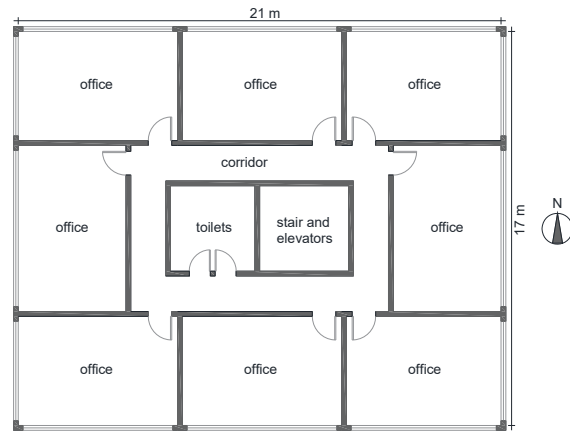 21 m
office
office
office
corridor
N
office
toilets
stair and
elevators
office
17 m
office
office
office